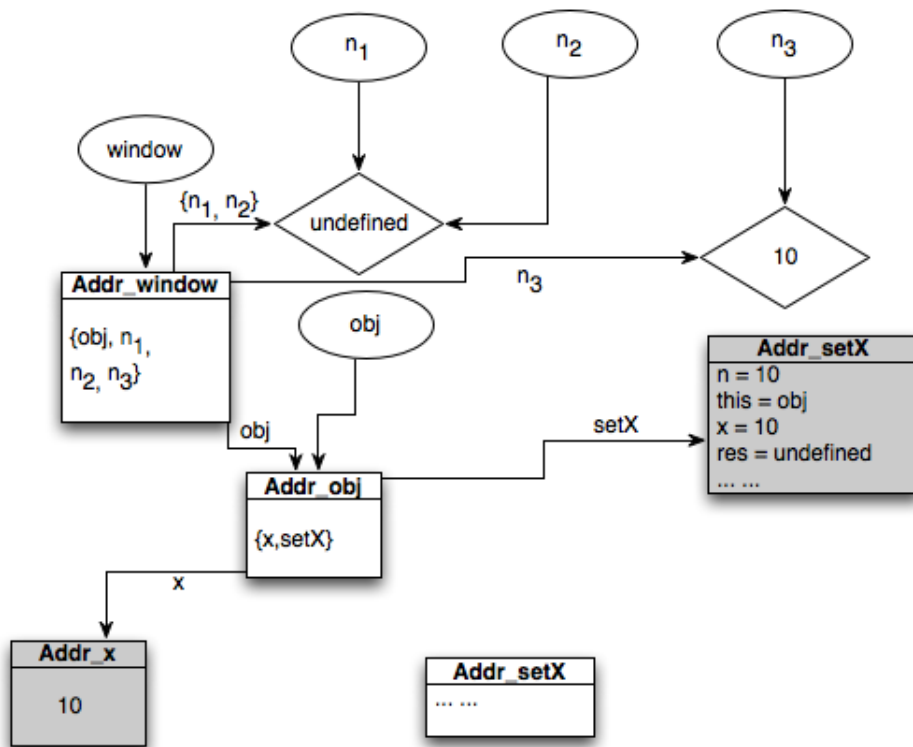 n1
n2
n3
window
{n1, n2}
undefined
10
Addr_window
n3
{obj, n1,
n2, n3}
obj
Addr_setX
n = 10
this = obj
x = 10
res = undefined
... ...
obj
setX
Addr_obj
{x,setX}
x
Addr_x
10
Addr_setX
... ...